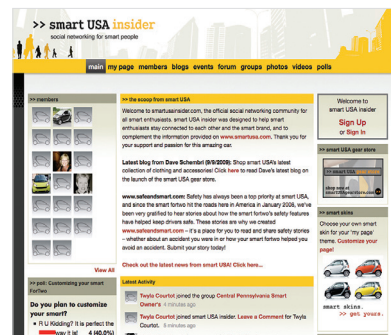 >> smart USA insider
social networking for smart people
main my page members blogs events forum groups photos videos polls
>> members
View All
>> poll: Customizing your smart ForTwo
Do you plan to customize your smart?
R U Kidding? It is perfect the way it is!
4 (40.0%)
>> the scoop from smart USA
Welcome to smartusainsider.com, the official social networking community for
all smart enthusiasts. smart USA insider was designed to help smart
enthusiasts stay connected to each other and the smart brand, and to
complement the information provided on www.smartusa.com. Thank you for
your support and passion for this amazing car.
Latest blog from Dave Schembri (9/9/2009): Shop smart USA's latest
collection of clothing and accessories! Click here to read Dave's latest blog on
the launch of the smart USA gear store.
www.safeandsmart.com: Safety has always been a top priority at smart USA,
and since the smart fortwo hit the roads here in America in January 2008, we've
been very gratified to hear stories about how the smart fortwo's safety features
have helped keep drivers safe. These stories are why we created
www.safeandsmart.com – it's a place for you to read and share safety stories
– whether about an accident you were in or how your smart fortwo helped you
avoid an accident. Submit your story today!
Check out the latest news from smart USA! Click here...
Latest Activity
Twyla Courtot joined the group Central Pennsylvania Smart
Owner's 4 minutes ago
Twyla Courtot joined smart USA insider. Leave a Comment for Twyla
Courtot. 8 minutes ago
Welcome to
smart USA insider
Sign Up
or Sign In
>> smart USA gear store
>> smart skins
Choose your own smart
skin for your 'my page'
theme. Customize your
page!
smart skins.
>> get yours.